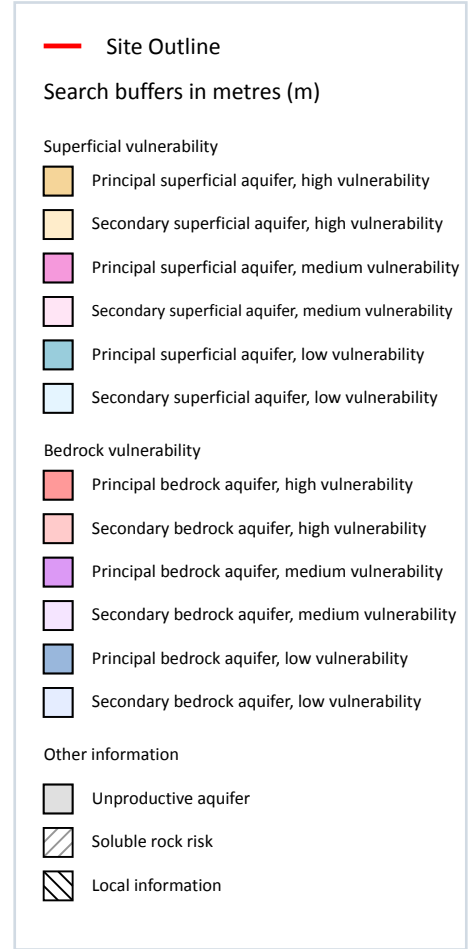 Site Outline
Search buffers in metres (m)
Superficial vulnerability
Principal superficial aquifer, high vulnerability
Secondary superficial aquifer, high vulnerability
Principal superficial aquifer, medium vulnerability
Secondary superficial aquifer, medium vulnerability
Principal superficial aquifer, low vulnerability
Secondary superficial aquifer, low vulnerability
Bedrock vulnerability
Principal bedrock aquifer, high vulnerability
Secondary bedrock aquifer, high vulnerability
Principal bedrock aquifer, medium vulnerability
Secondary bedrock aquifer, medium vulnerability
Principal bedrock aquifer, low vulnerability
Secondary bedrock aquifer, low vulnerability
Other information
Unproductive aquifer
Soluble rock risk
Local information